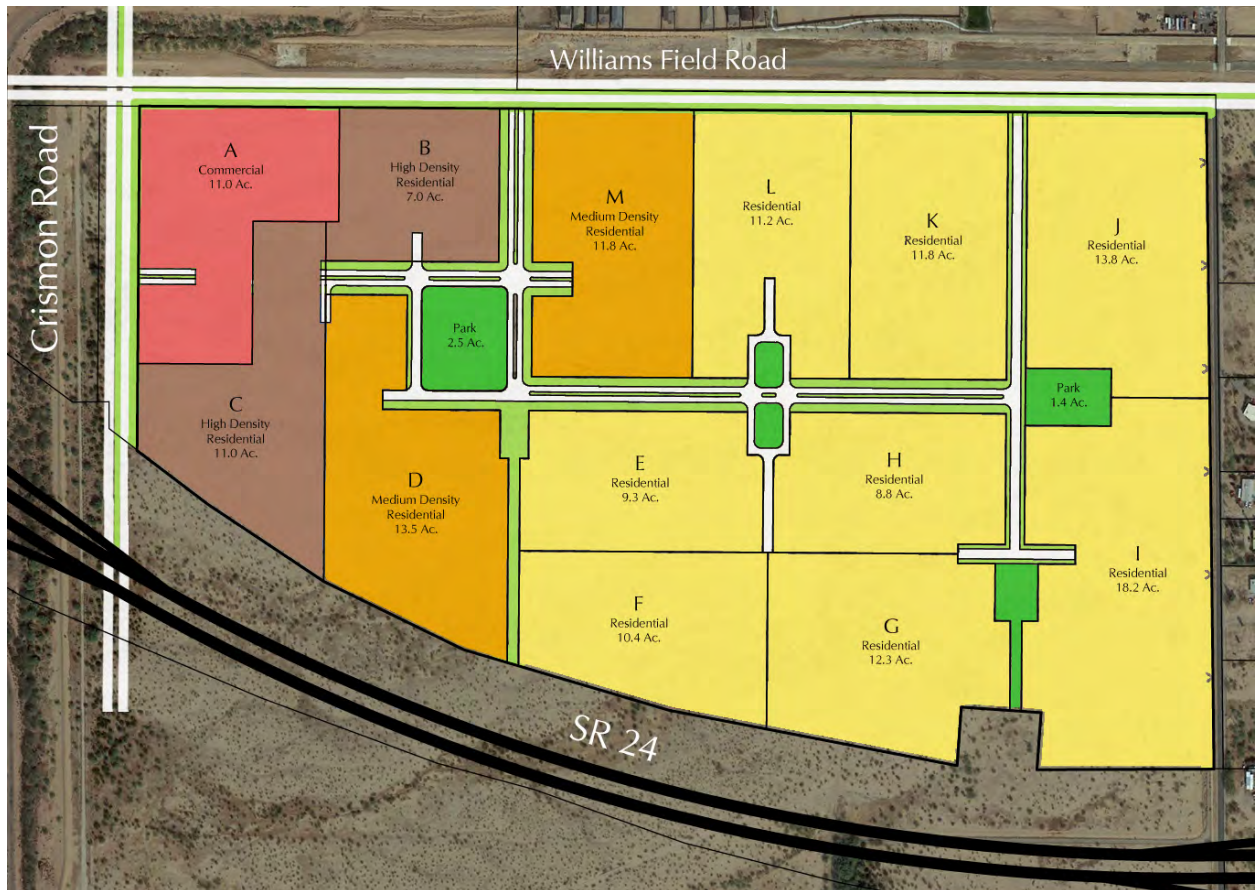 Williams Field Road
Crismon Road
A
Commercial
11.0 Ac.
B
High Density
Residential
7.0 Ac.
M
Medium Density
Residential
11.8 Ac.
L
Residential
11.2 Ac.
K
Residential
11.8 Ac.
J
Residential
13.8 Ac.
Park
2.5 Ac.
Park
1.4 Ac.
C
High Density
Residential
11.0 Ac.
D
Medium Density
Residential
13.5 Ac.
E
Residential
9.3 Ac.
H
Residential
8.8 Ac.
I
Residential
18.2 Ac.
F
Residential
10.4 Ac.
G
Residential
12.3 Ac.
SR 24